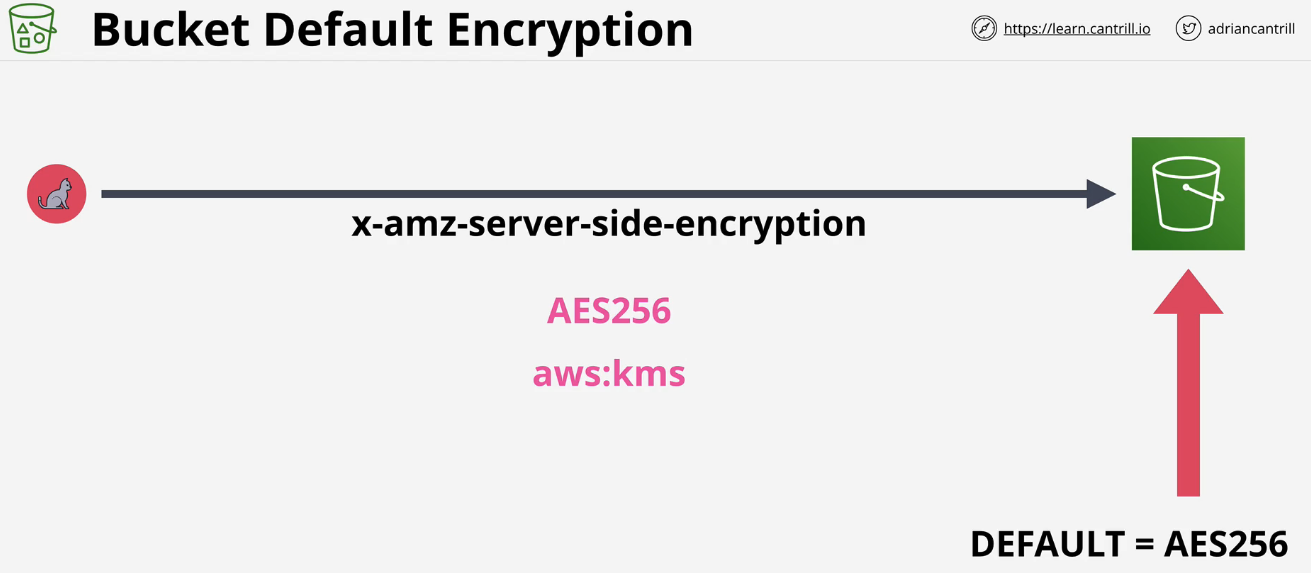 Bucket Default Encryption
https://learn.cantrill.io
adriancantrill
x-amz-server-side-encryption
AES256
aws:kms
DEFAULT = AES256